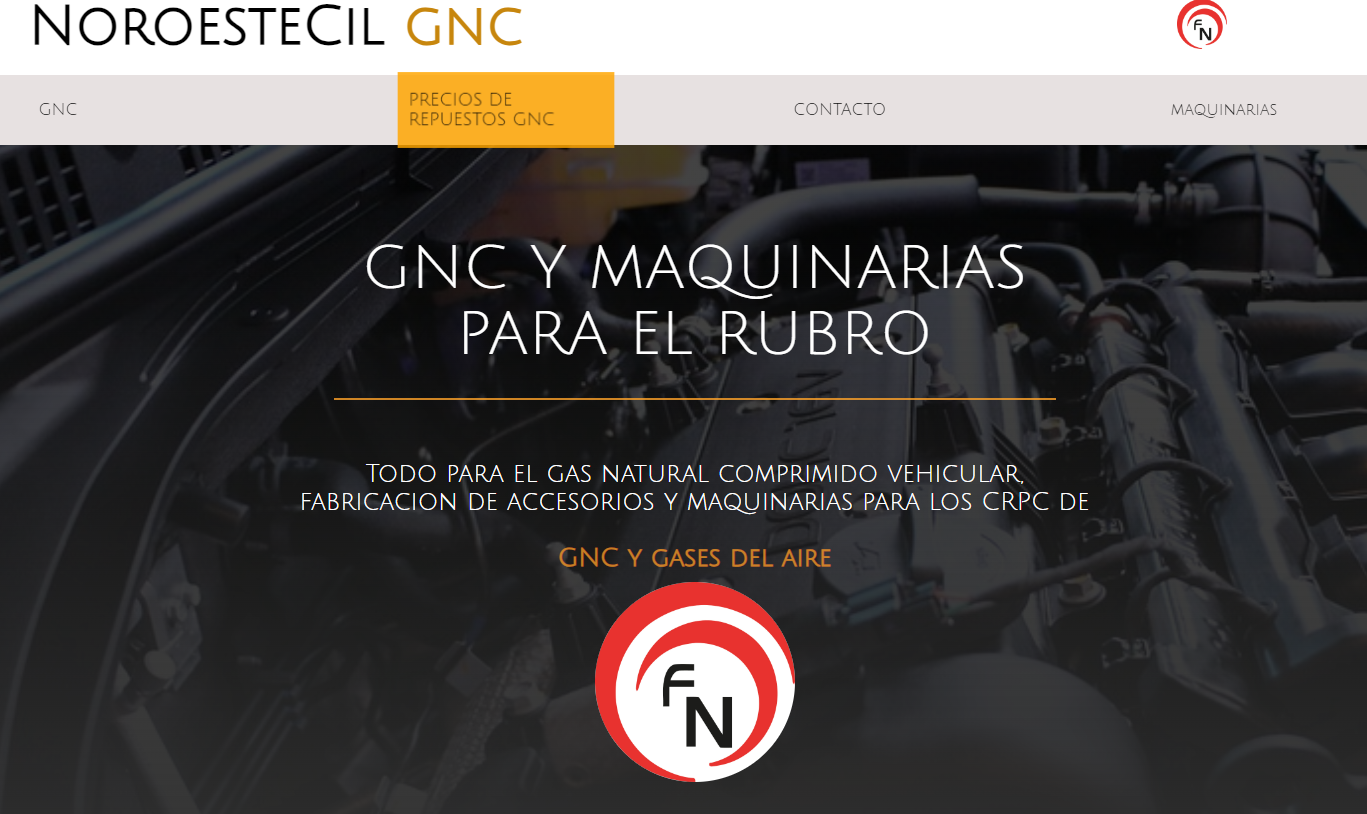 NoroesteCil GNC
FN
GNC
PRECIOS DE
REPUESTOS GNC
CONTACTO
MAQUINARIAS
GNC Y MAQUINARIAS
PARA EL RUBRO
Todo para el gas natural comprimido vehicular,
fabricacion de accesorios y maquinarias para los CRPC de
GNC y gases del aire
FN